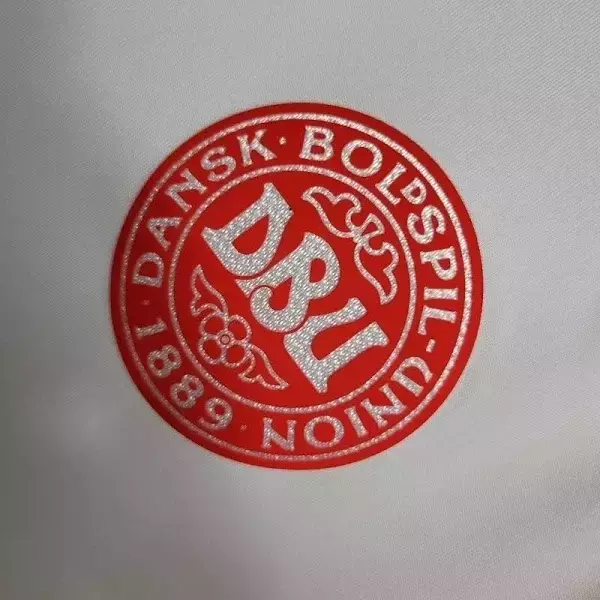 DANSK · BOLDSPIL-UNION · 1889 ·
DBU